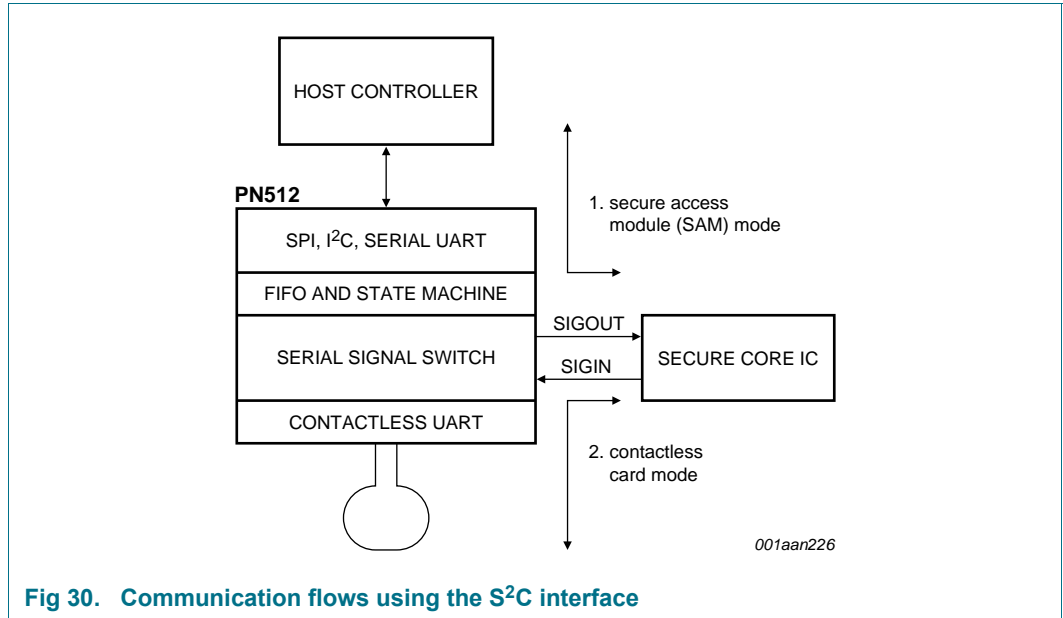 HOST CONTROLLER
PN512
SPI, I²C, SERIAL UART
FIFO AND STATE MACHINE
SERIAL SIGNAL SWITCH
CONTACTLESS UART
SIGOUT
SIGIN
SECURE CORE IC
1. secure access
module (SAM) mode
2. contactless
card mode
001aan226
Fig 30. Communication flows using the S²C interface